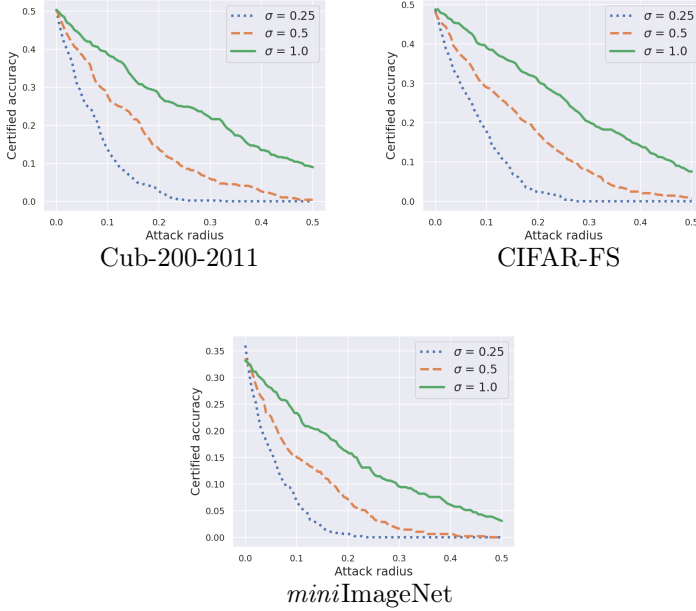 Certified accuracy
0.5
0.4
0.3
0.2
0.1
0.0
σ = 0.25
σ = 0.5
σ = 1.0
0.0 0.1 0.2 0.3 0.4 0.5
Attack radius
Cub-200-2011
Certified accuracy
0.5
0.4
0.3
0.2
0.1
0.0
σ = 0.25
σ = 0.5
σ = 1.0
0.0 0.1 0.2 0.3 0.4 0.5
Attack radius
CIFAR-FS
Certified accuracy
0.35
0.30
0.25
0.20
0.15
0.10
0.05
0.00
σ = 0.25
σ = 0.5
σ = 1.0
0.0 0.1 0.2 0.3 0.4 0.5
Attack radius
miniImageNet